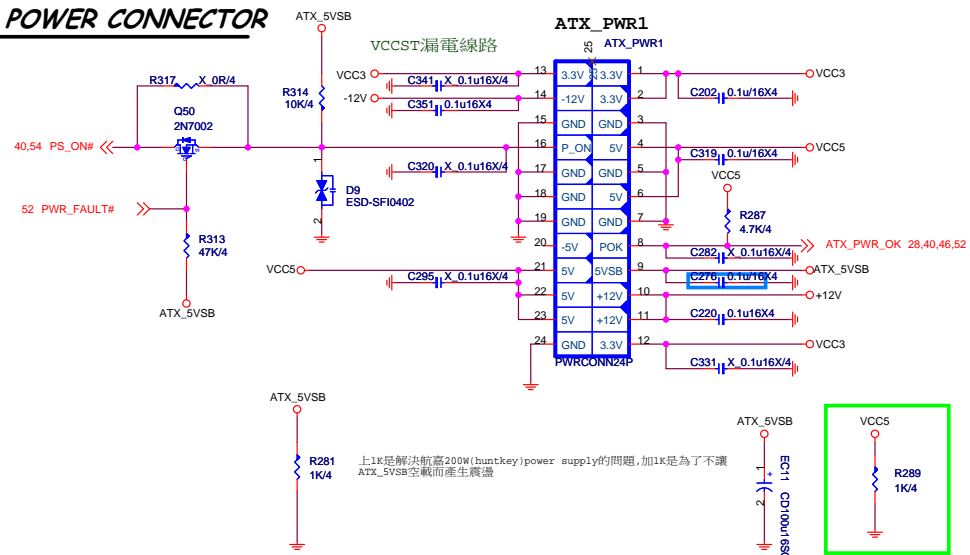 POWER CONNECTOR
ATX_5VSB
ATX_PWR1
ATX_PWR1
25
VCCST漏電線路
R317 X_0R/4
Q50
2N7002
40,54 PS_ON#
52 PWR_FAULT#
R313
47K/4
ATX_5VSB
R314
10K/4
1
D9
ESD-SFI0402
2
VCC3
-12V
C341 X_0.1u16X/4
C351 0.1u16X4
C320 X_0.1u16X/4
VCC5
C295 X_0.1u16X/4
13 3.3V 3.3V 1
14 -12V 3.3V 2
15 GND GND 3
16 P_ON 5V 4
17 GND GND 5
18 GND 5V 6
19 GND GND 7
20 -5V POK 8
21 5V 5VSB 9
22 5V +12V 10
23 5V +12V 11
24 GND 3.3V 12
PWRCONN24P
VCC3
C202 0.1u/16X4
VCC5
C319 0.1u/16X4
VCC5
R287
4.7K/4
ATX_PWR_OK 28,40,46,52
C282 X_0.1u16X/4
ATX_5VSB
C276 0.1u/16X4
+12V
C220 0.1u16X4
VCC3
C331 X_0.1u16X/4
ATX_5VSB
R281
1K/4
上1K是解決航嘉200W(huntkey)power supply的問題,加1K是為了不讓
ATX_5VSB空載而產生震盪
ATX_5VSB
1
+
2
EC11 CD100u16SO
VCC5
R289
1K/4